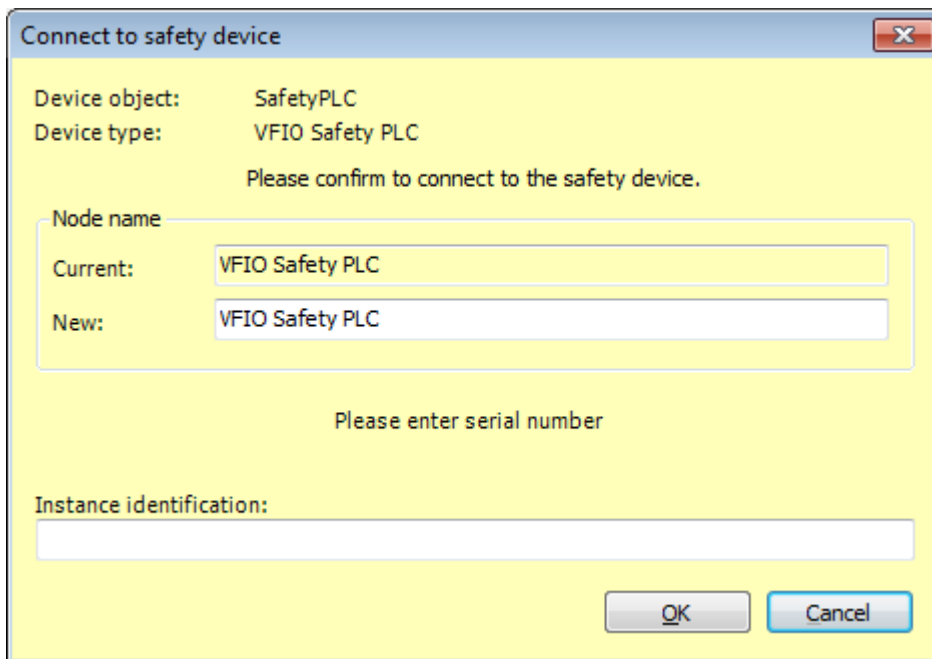 Connect to safety device
Device object: SafetyPLC
Device type: VFIO Safety PLC
Please confirm to connect to the safety device.
Node name
Current: VFIO Safety PLC
New: VFIO Safety PLC
Please enter serial number
Instance identification:
OK Cancel